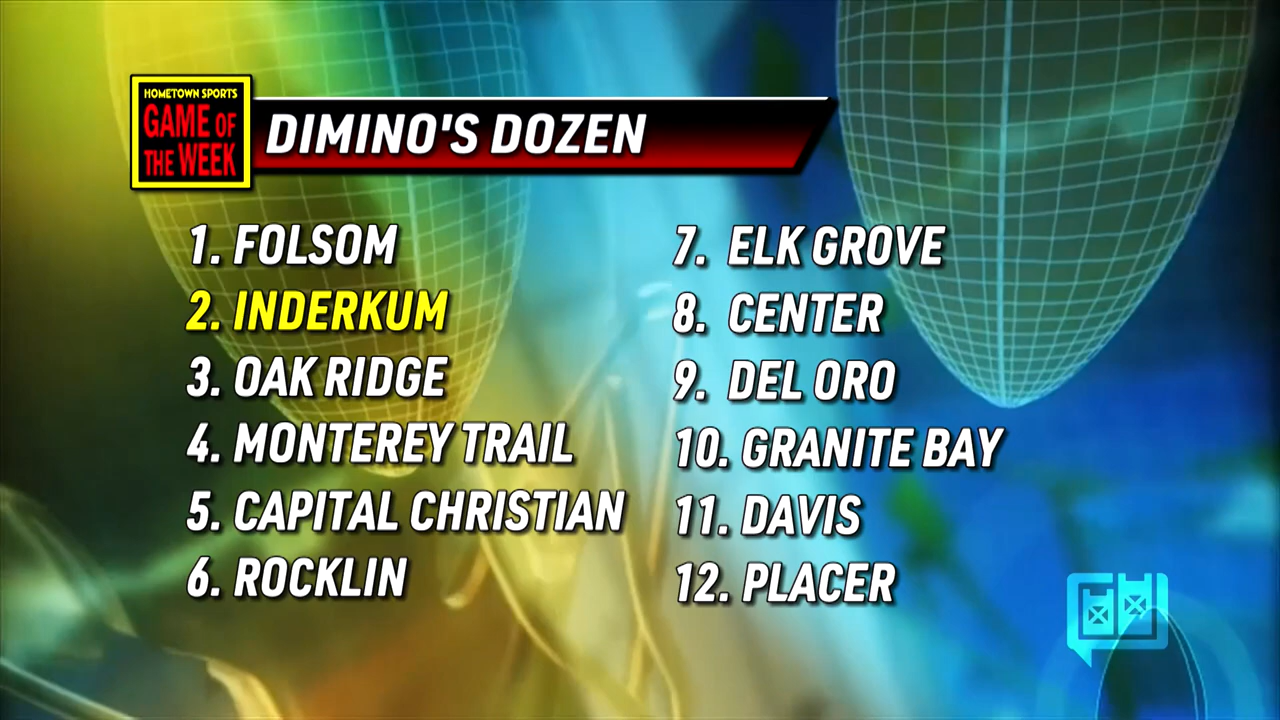 HOMETOWN SPORTS
GAME OF
THE WEEK
DIMINO'S DOZEN
1. FOLSOM
2. INDERKUM
3. OAK RIDGE
4. MONTEREY TRAIL
5. CAPITAL CHRISTIAN
6. ROCKLIN
7. ELK GROVE
8. CENTER
9. DEL ORO
10. GRANITE BAY
11. DAVIS
12. PLACER